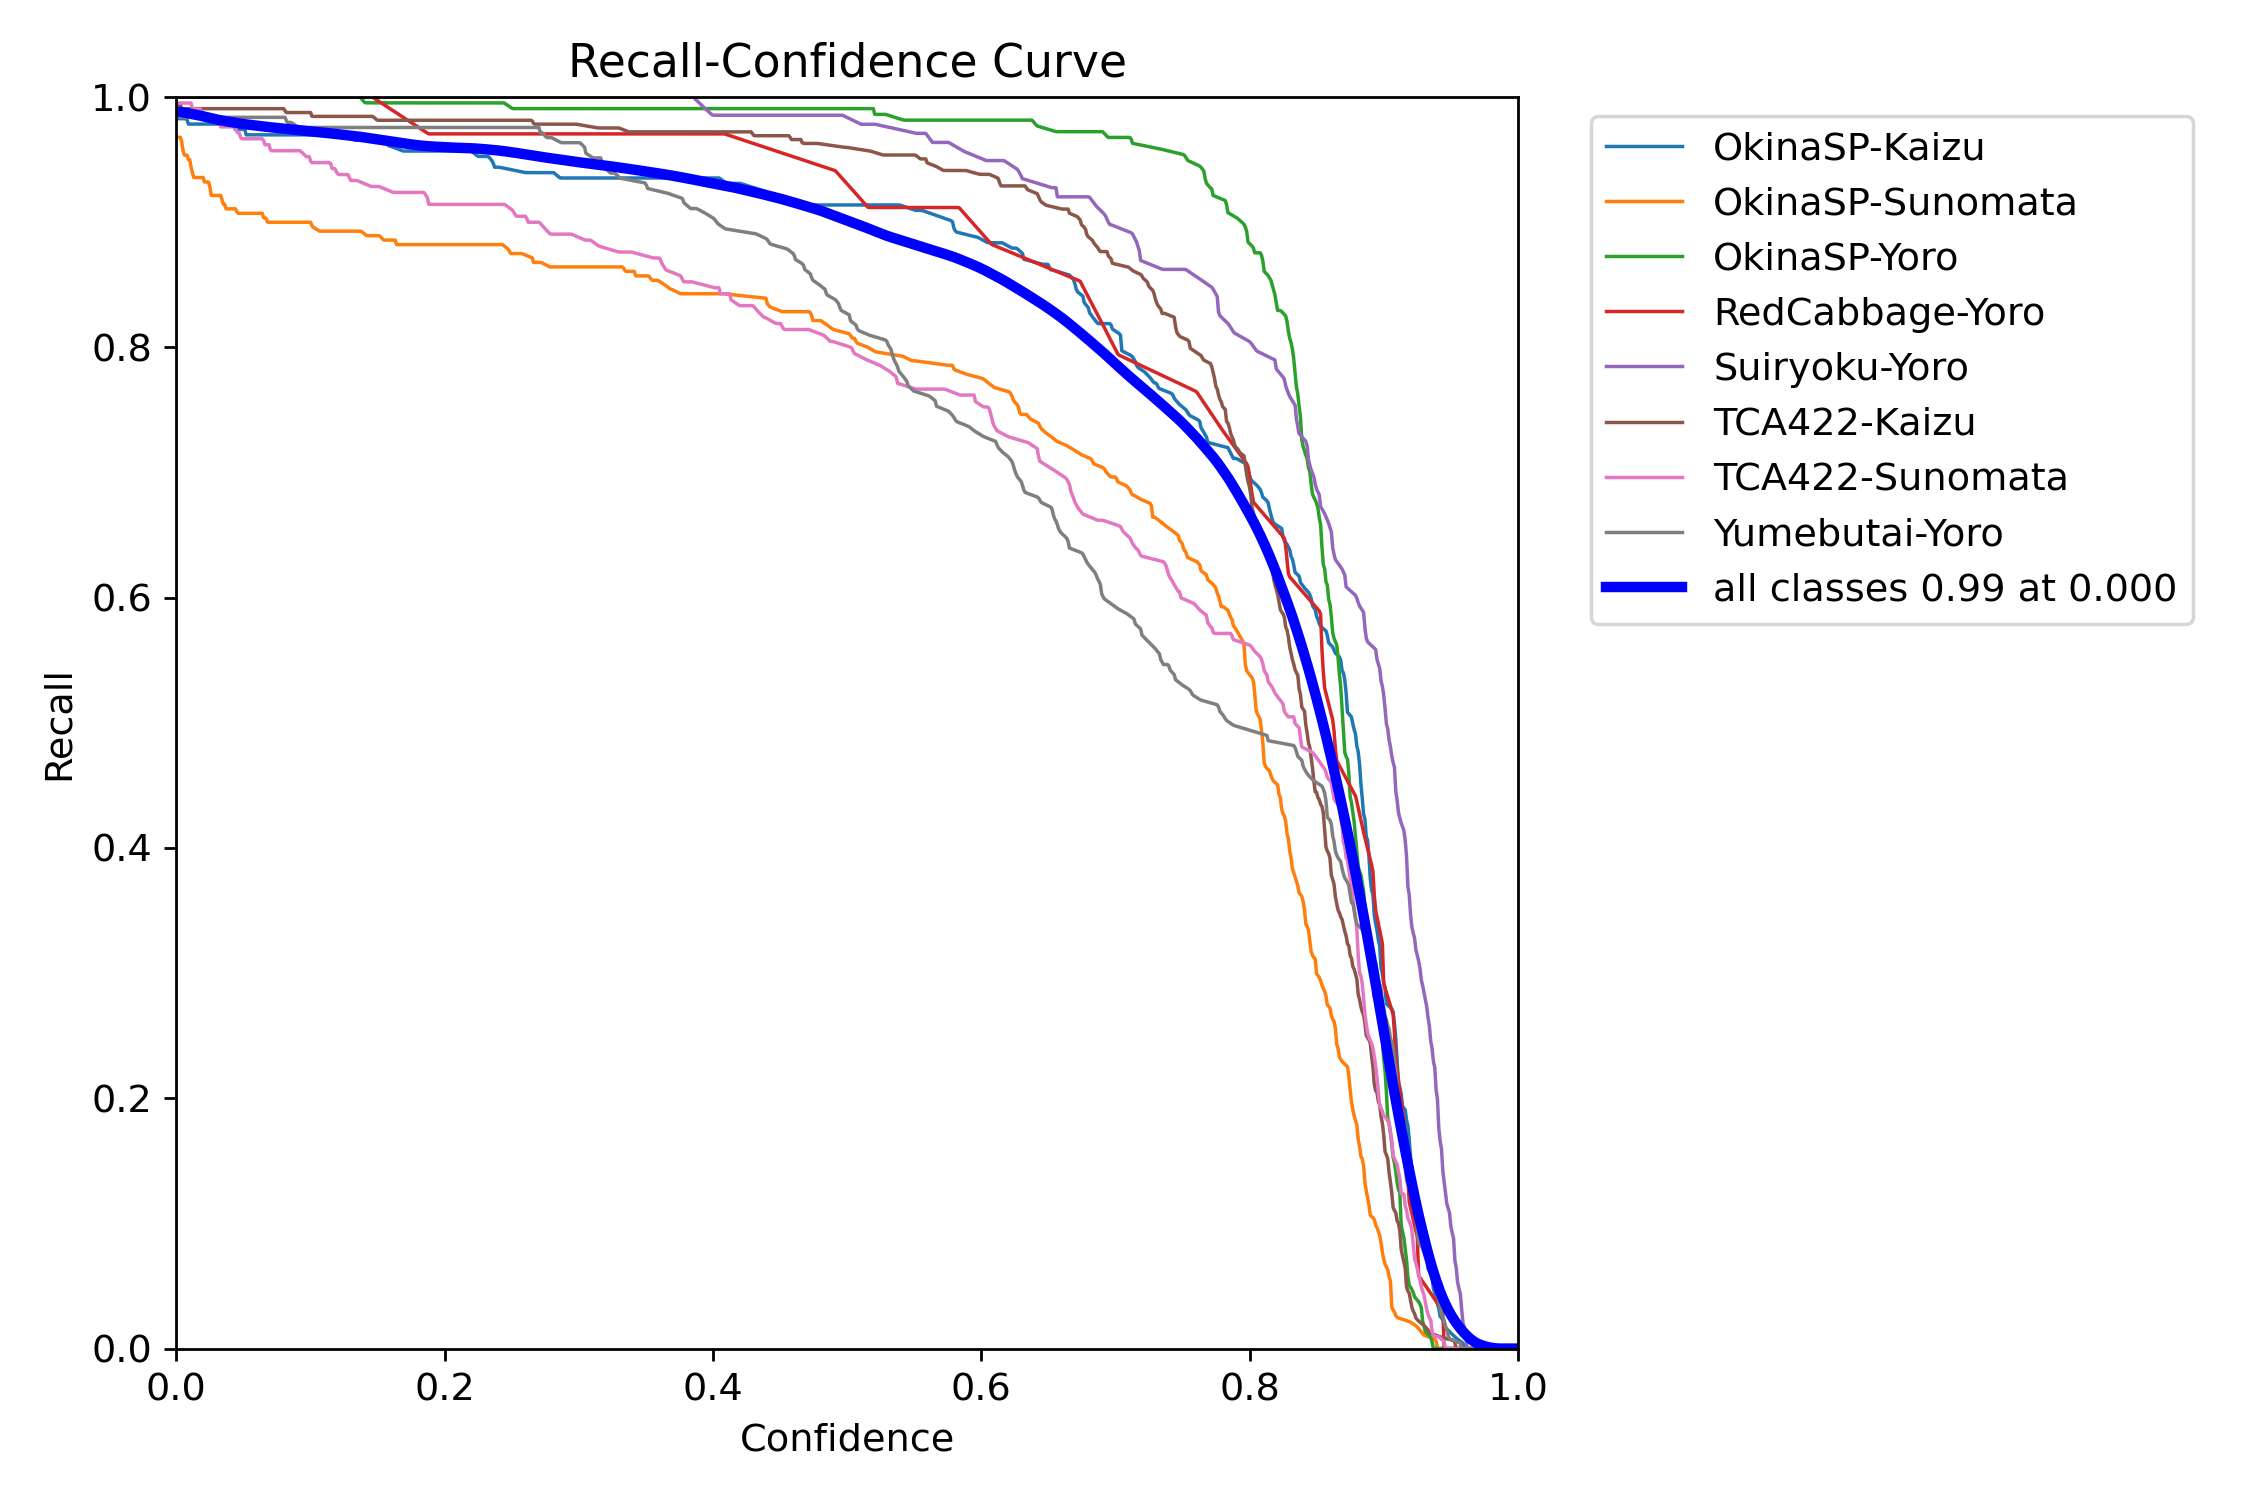 Recall-Confidence Curve
1.0
0.8
0.6
0.4
0.2
0.0
Recall
0.0 0.2 0.4 0.6 0.8 1.0
Confidence
OkinaSP-Kaizu
OkinaSP-Sunomata
OkinaSP-Yoro
RedCabbage-Yoro
Suiryoku-Yoro
TCA422-Kaizu
TCA422-Sunomata
Yumebutai-Yoro
all classes 0.99 at 0.000